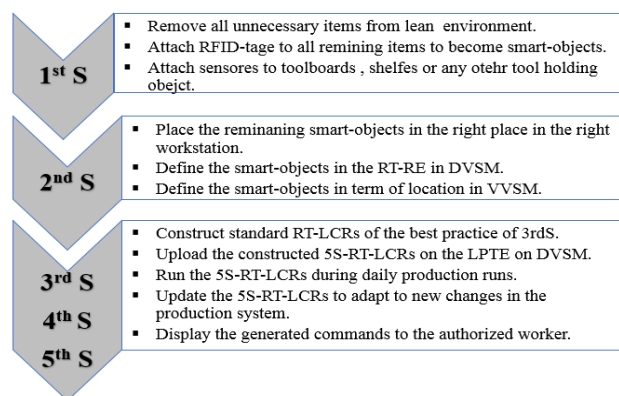 1st S
▪ Remove all unnecessary items from lean environment.
▪ Attach RFID-tage to all remining items to become smart-objects.
▪ Attach sensores to toolboards , shelfes or any otehr tool holding
obejct.
2nd S
▪ Place the reminaning smart-objects in the right place in the right
workstation.
▪ Define the smart-objects in the RT-RE in DVSM.
▪ Define the smart-objects in term of location in VVSM.
3rd S
4th S
5th S
▪ Construct standard RT-LCRs of the best practice of 3rdS.
▪ Upload the constructed 5S-RT-LCRs on the LPTE on DVSM.
▪ Run the 5S-RT-LCRs during daily production runs.
▪ Update the 5S-RT-LCRs to adapt to new changes in the
production system.
▪ Display the generated commands to the authorized worker.